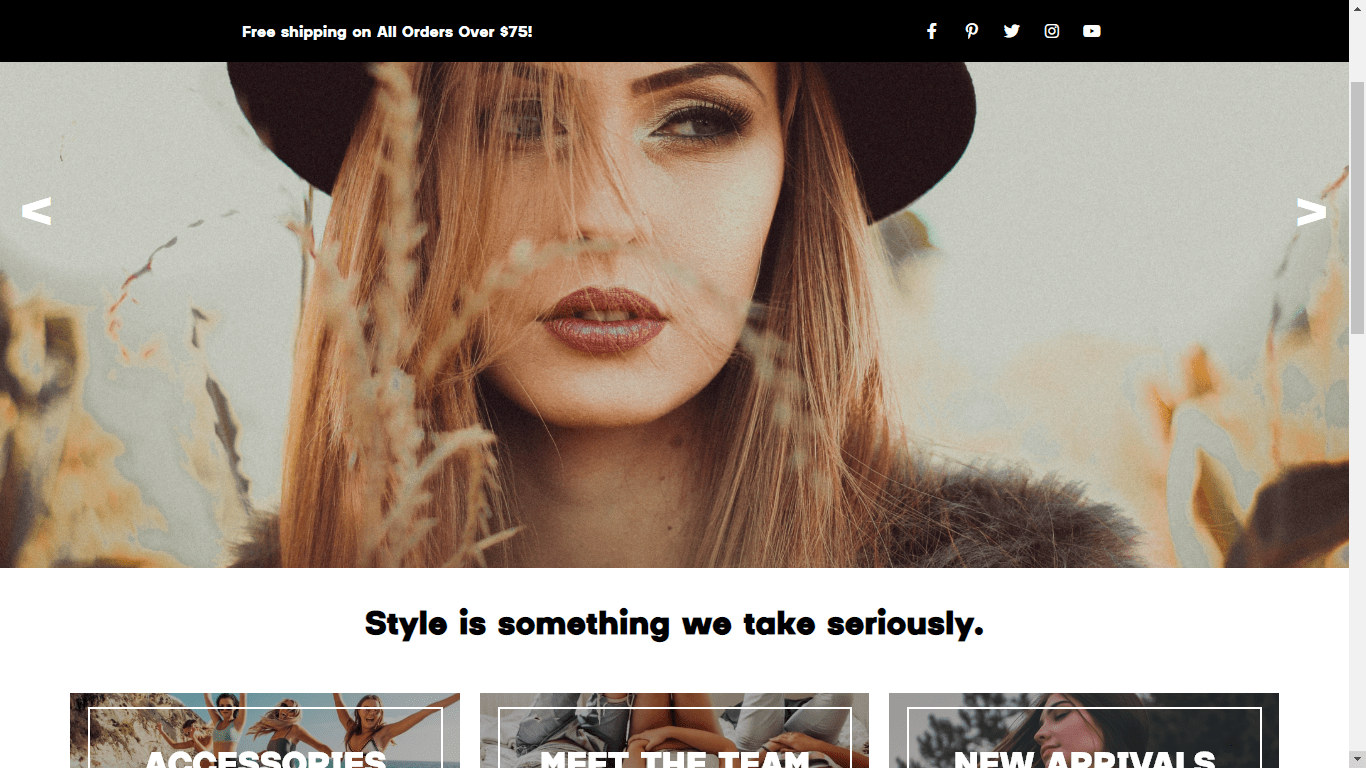 Free shipping on All Orders Over $75!
<
>
Style is something we take seriously.
ACCESSORIES
MEET THE TEAM
NEW ARRIVALS